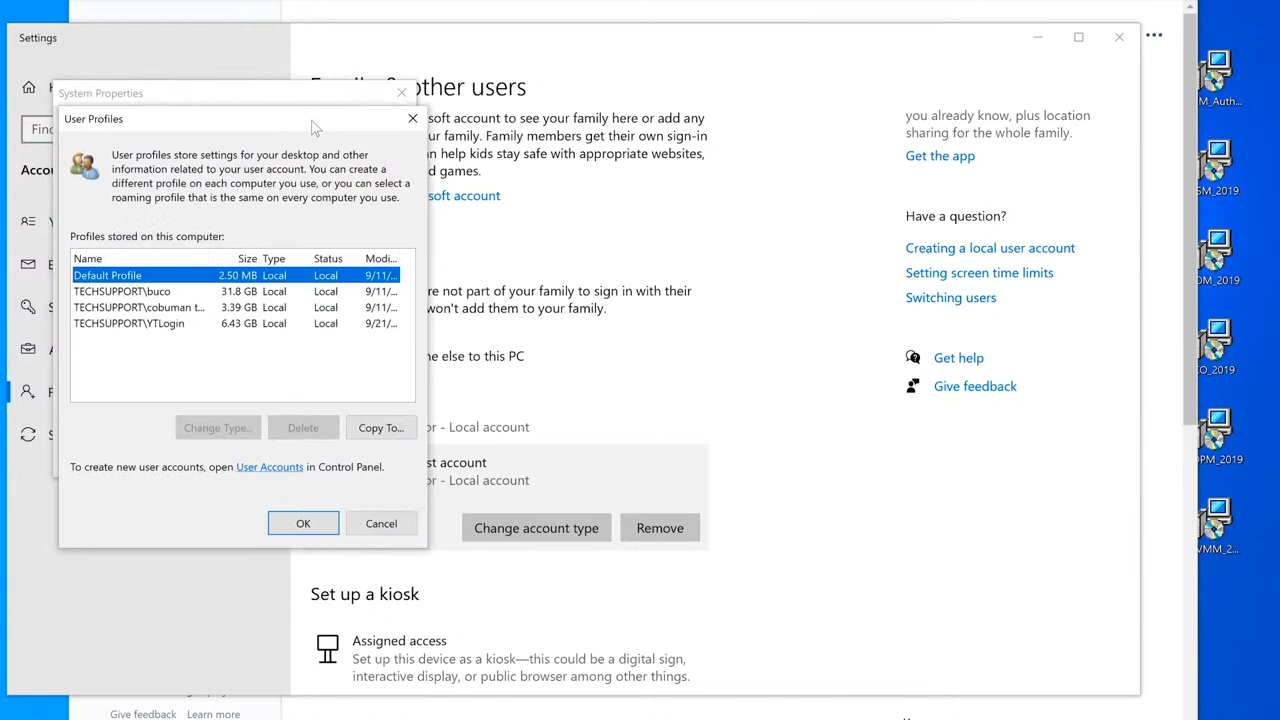 Settings
Family & other users
System Properties
User Profiles
soft account to see your family here or add any
ur family. Family members get their own sign-in
n help kids stay safe with appropriate websites,
d games.
soft account
User profiles store settings for your desktop and other
information related to your user account. You can create a
different profile on each computer you use, or you can select a
roaming profile that is the same on every computer you use.
Profiles stored on this computer:
Name Size Type Status Modi...
Default Profile 2.50 MB Local Local 9/11/...
TECHSUPPORT\buco 31.8 GB Local Local 9/11/...
TECHSUPPORT\cobuman t... 3.39 GB Local Local 9/11/...
TECHSUPPORT\YTLogin 6.43 GB Local Local 9/21/...
Change Type...
Delete
Copy To...
To create new user accounts, open User Accounts in Control Panel.
OK
Cancel
Find
Accou
re not part of your family to sign in with their
won't add them to your family.
ne else to this PC
or - Local account
st account
or - Local account
Change account type
Remove
Set up a kiosk
Assigned access
Set up this device as a kiosk—this could be a digital sign,
interactive display, or public browser among other things.
you already know, plus location
sharing for the whole family.
Get the app
Have a question?
Creating a local user account
Setting screen time limits
Switching users
Get help
Give feedback
M_Auth...
SM_2019
OM_2019
CO_2019
DPM_2019
VMM_2...
Give feedback Learn more